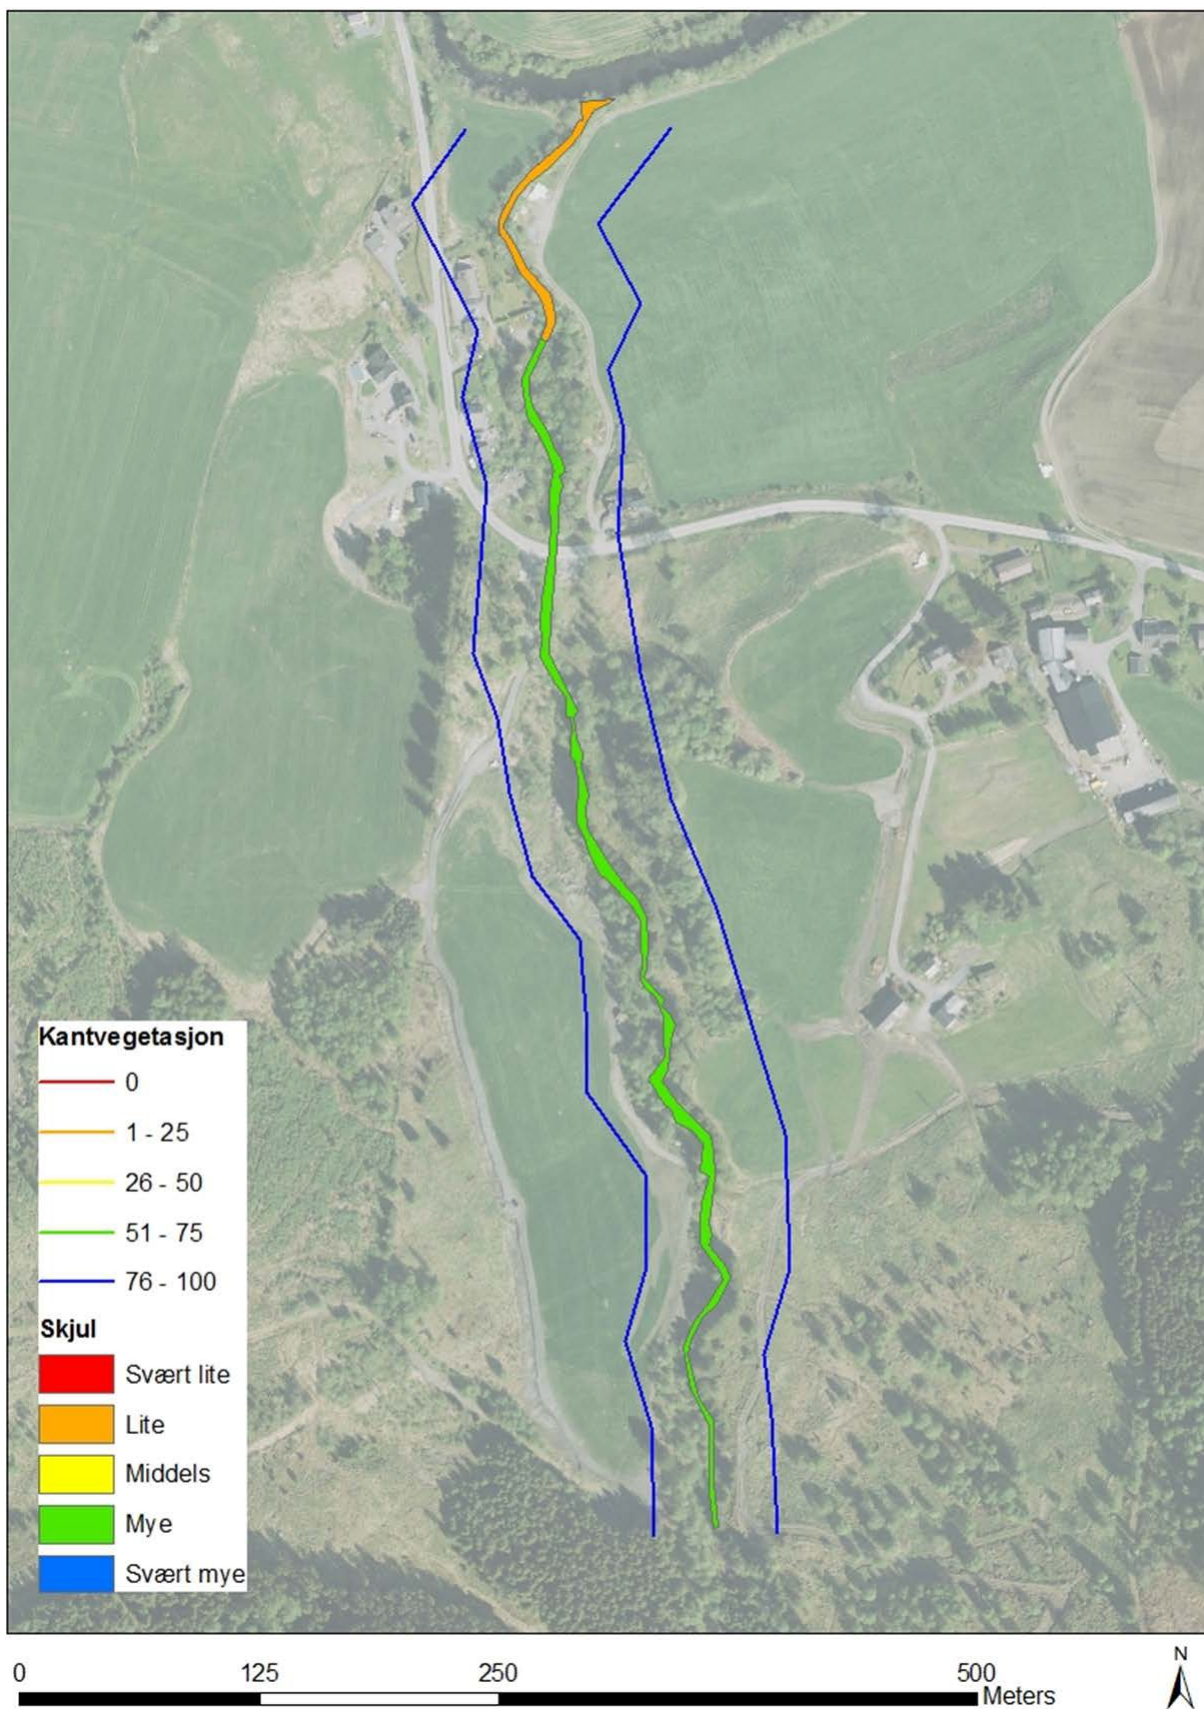 Kantvegetasjon
0
1 - 25
26 - 50
51 - 75
76 - 100
Skjul
Svært lite
Lite
Middels
Mye
Svært mye
0 125 250 500
Meters
N